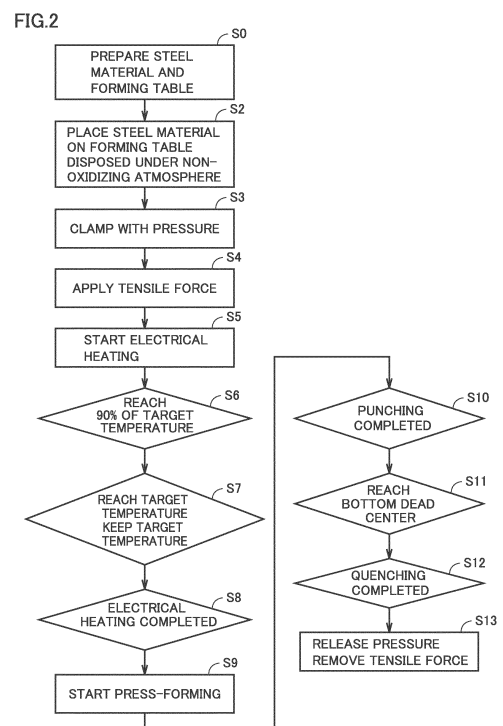 FIG.2
S0
PREPARE STEEL
MATERIAL AND
FORMING TABLE
S2
PLACE STEEL MATERIAL
ON FORMING TABLE
DISPOSED UNDER NON-
OXIDIZING ATMOSPHERE
S3
CLAMP WITH PRESSURE
S4
APPLY TENSILE FORCE
S5
START ELECTRICAL
HEATING
S6
REACH
90% OF TARGET
TEMPERATURE
S7
REACH TARGET
TEMPERATURE
KEEP TARGET
TEMPERATURE
S8
ELECTRICAL
HEATING COMPLETED
S9
START PRESS-FORMING
S10
PUNCHING
COMPLETED
S11
REACH
BOTTOM DEAD
CENTER
S12
QUENCHING
COMPLETED
S13
RELEASE PRESSURE
REMOVE TENSILE FORCE